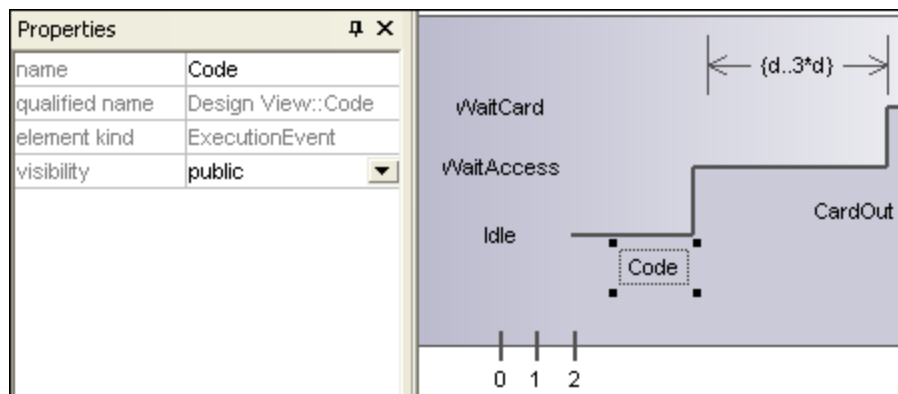 Properties
name Code
qualified name Design View::Code
element kind ExecutionEvent
visibility public
{d..3*d}
WaitCard
WaitAccess
CardOut
Idle
Code
0 1 2